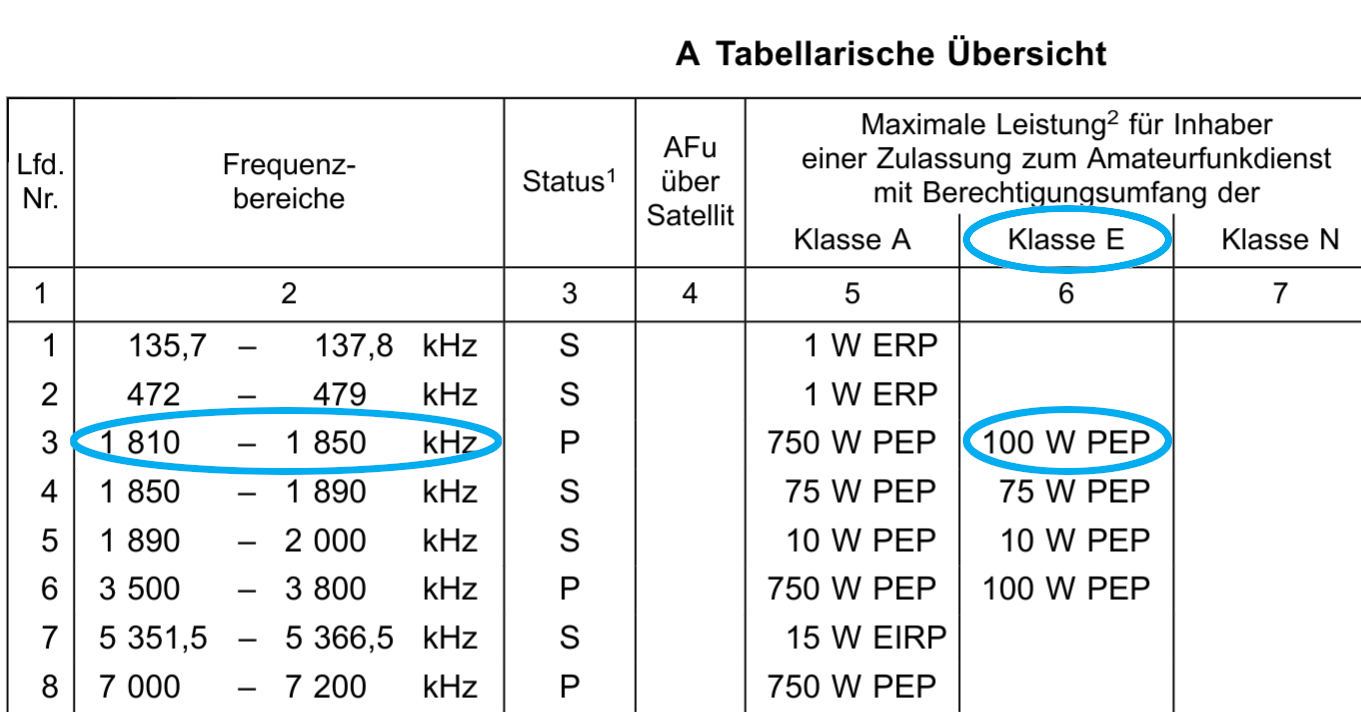 A Tabellarische Übersicht
Lfd. Nr.
Frequenz-
bereiche
Status¹
AFu
über
Satellit
Maximale Leistung² für Inhaber
einer Zulassung zum Amateurfunkdienst
mit Berechtigungsumfang der
Klasse A Klasse E Klasse N
1 2 3 4 5 6 7
1 135,7 – 137,8 kHz S 1 W ERP
2 472 – 479 kHz S 1 W ERP
3 1 810 – 1 850 kHz P 750 W PEP 100 W PEP
4 1 850 – 1 890 kHz S 75 W PEP 75 W PEP
5 1 890 – 2 000 kHz S 10 W PEP 10 W PEP
6 3 500 – 3 800 kHz P 750 W PEP 100 W PEP
7 5 351,5 – 5 366,5 kHz S 15 W EIRP
8 7 000 – 7 200 kHz P 750 W PEP